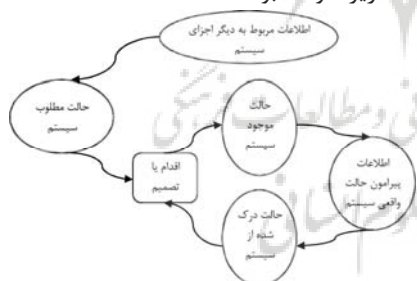 اطلاعات مربوط به دیگر اجزای
سیستم
حالت مطلوب
سیستم
حالت
موجود
سیستم
اقدام یا
تصمیم
اطلاعات
پیرامون حالت
واقعی سیستم
حالت درک
شده از
سیستم